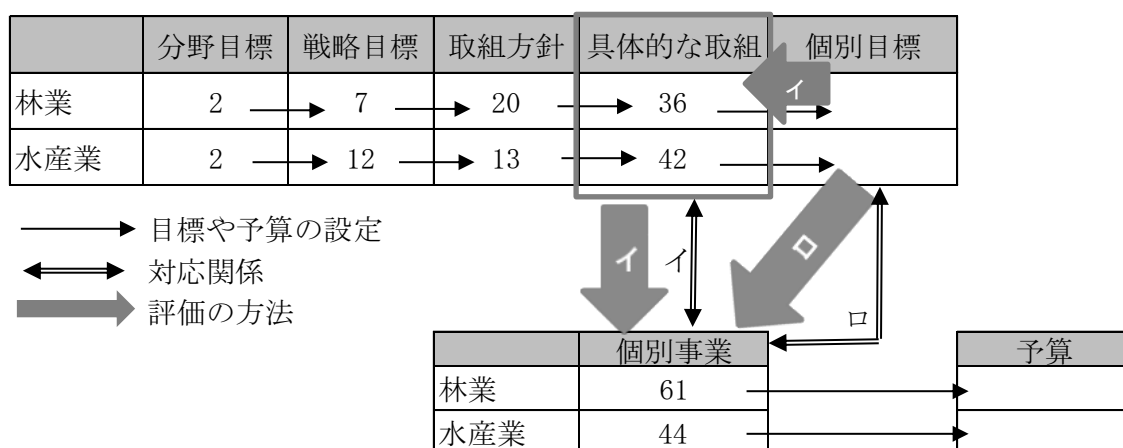 分野目標 戦略目標 取組方針 具体的な取組 個別目標
林業 2 7 20 36
イ
水産業 2 12 13 42
目標や予算の設定
対応関係
評価の方法
イ イ ロ
ロ
個別事業 予算
林業 61
水産業 44